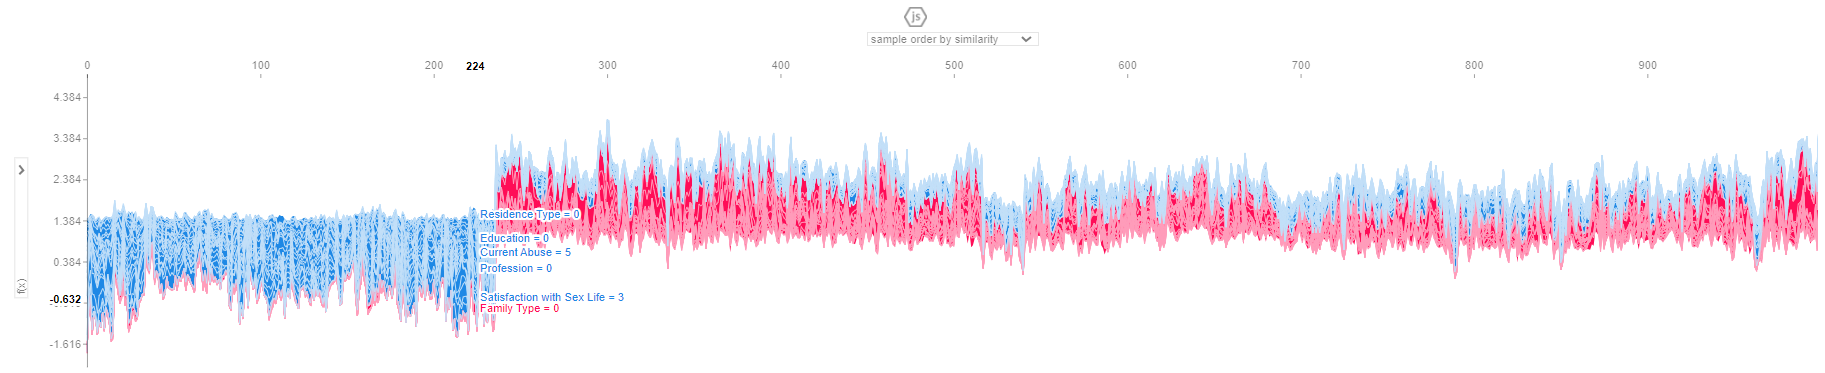 js
sample order by similarity
0 100 200 224 300 400 500 600 700 800 900
4.384
3.384
2.384
1.384
0.384
-0.632
-1.616
f(x)
Residence Type = 0
Education = 0
Current Abuse = 5
Profession = 0
Satisfaction with Sex Life = 3
Family Type = 0